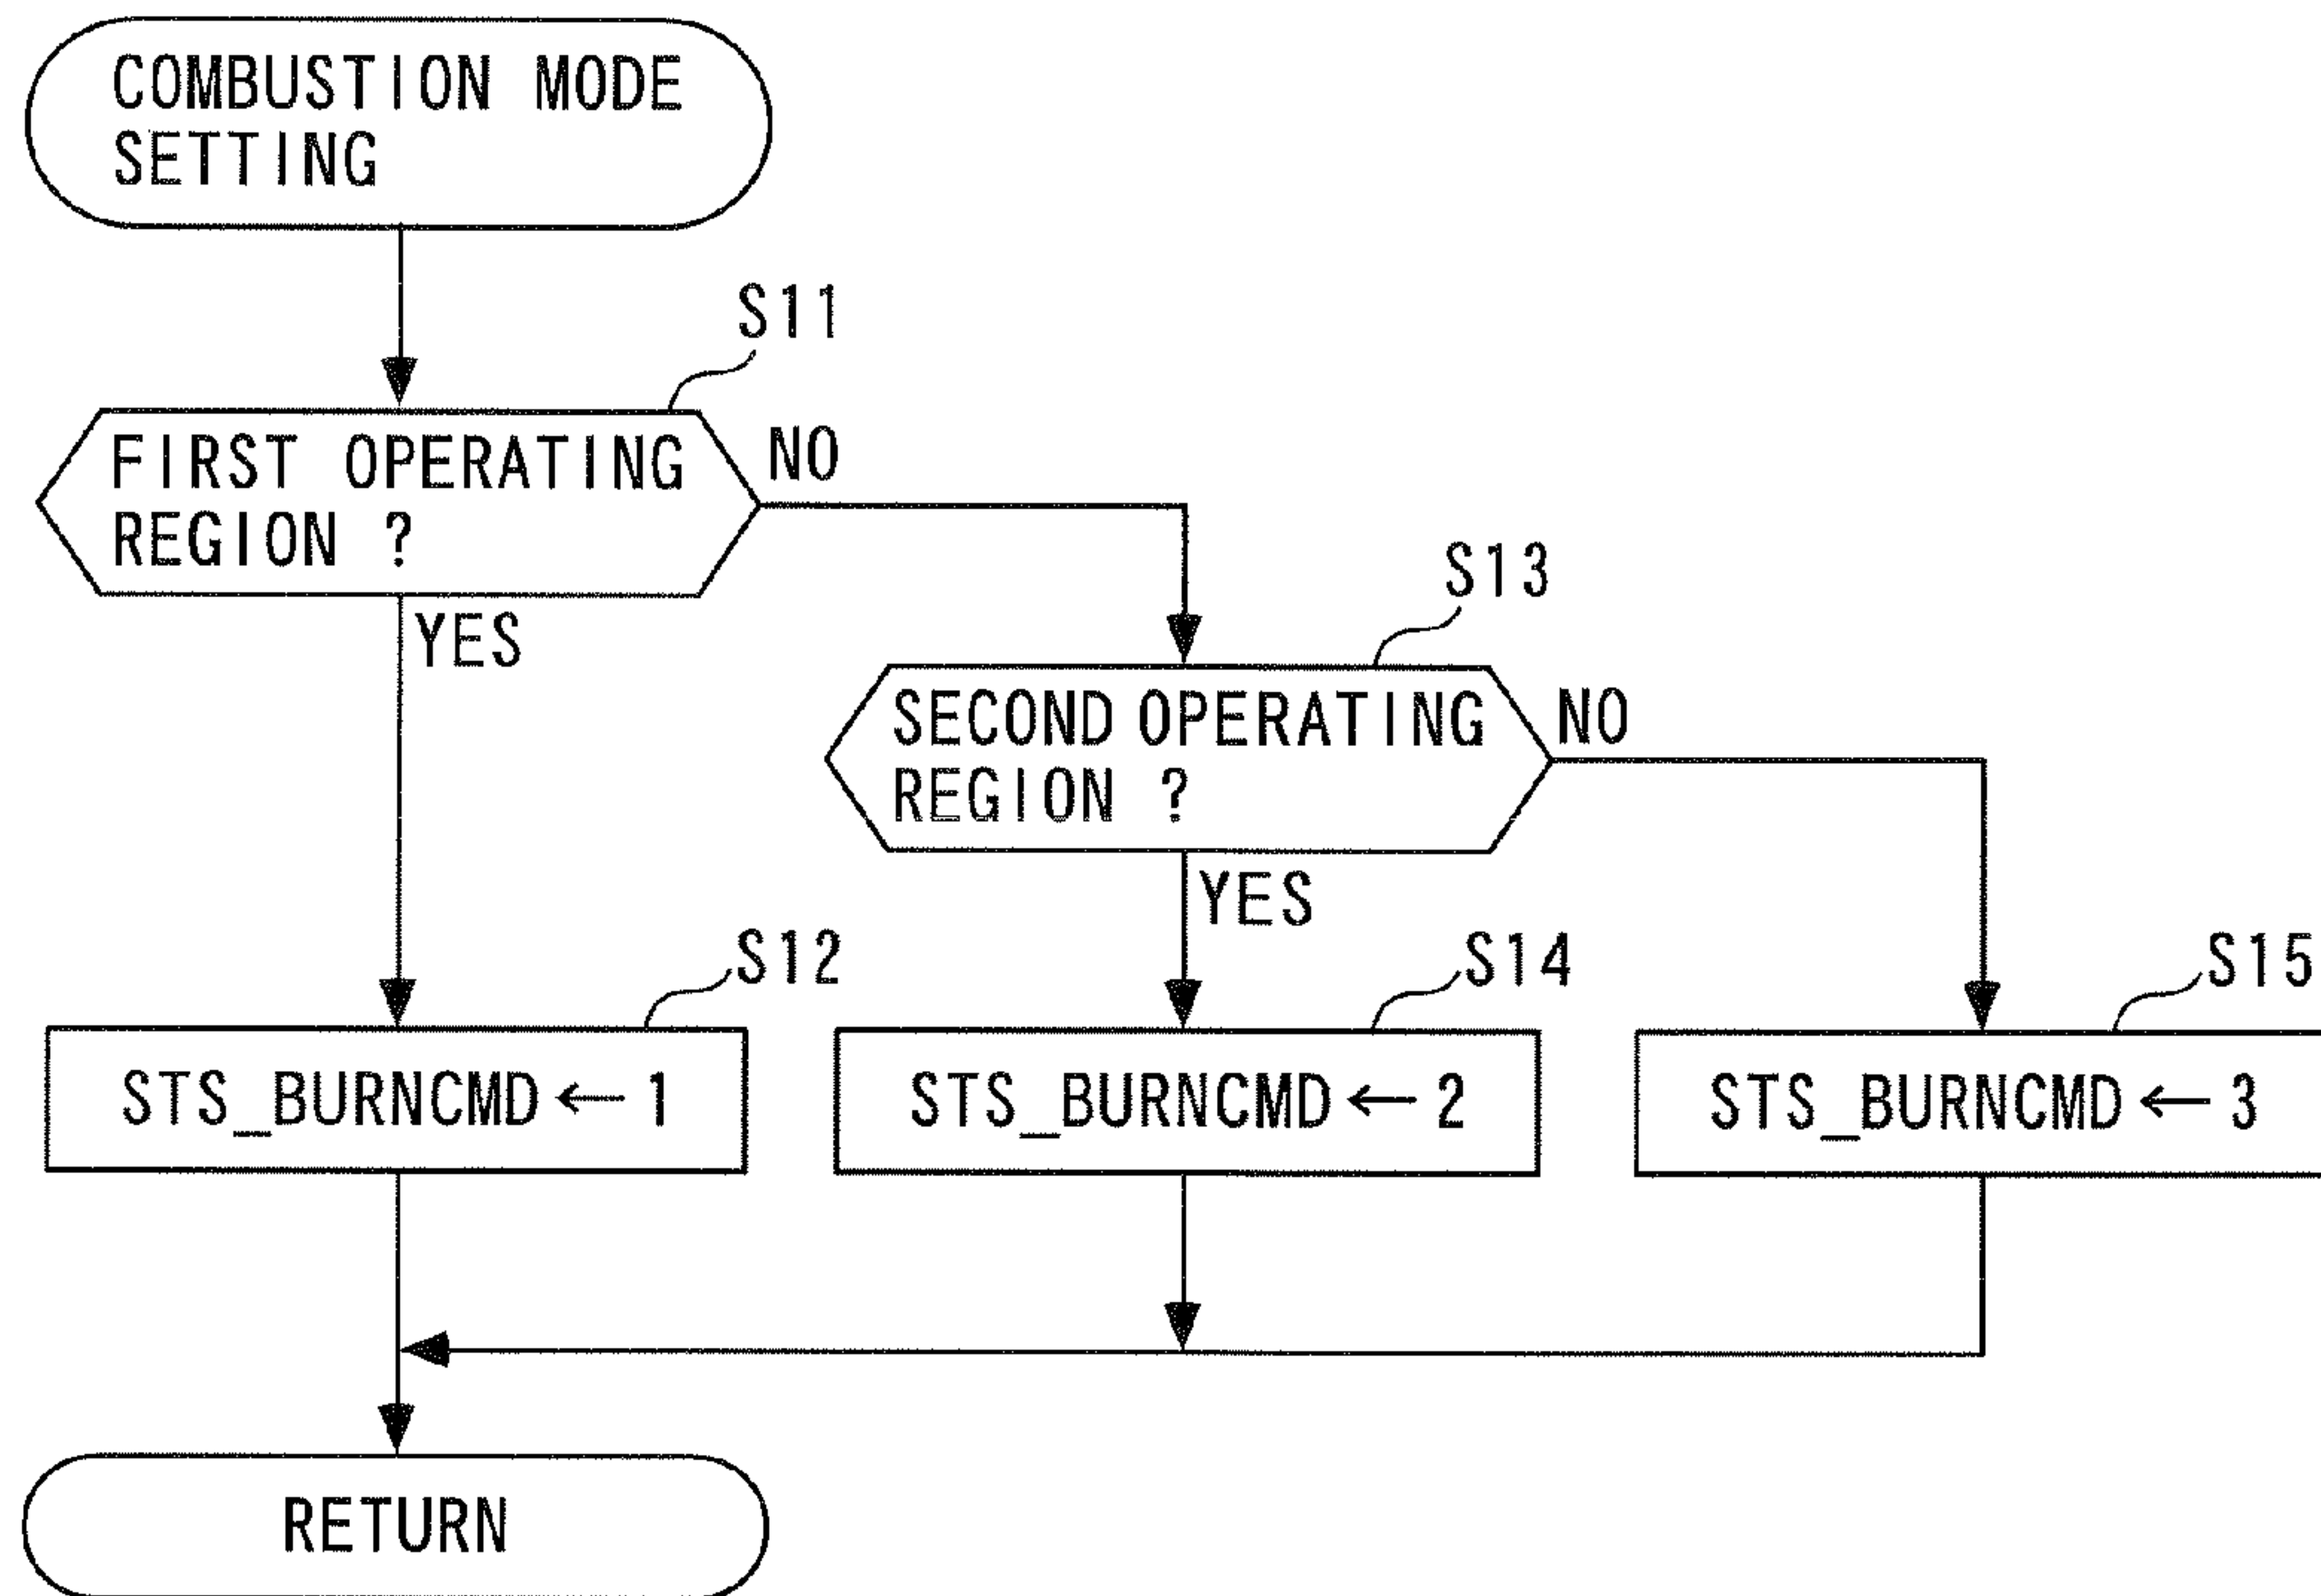 COMBUSTION MODE
SETTING
S11
FIRST OPERATING
REGION ?
NO
YES
S13
SECOND OPERATING
REGION ?
NO
YES
S12
STS_BURNCMD ← 1
S14
STS_BURNCMD ← 2
S15
STS_BURNCMD ← 3
RETURN